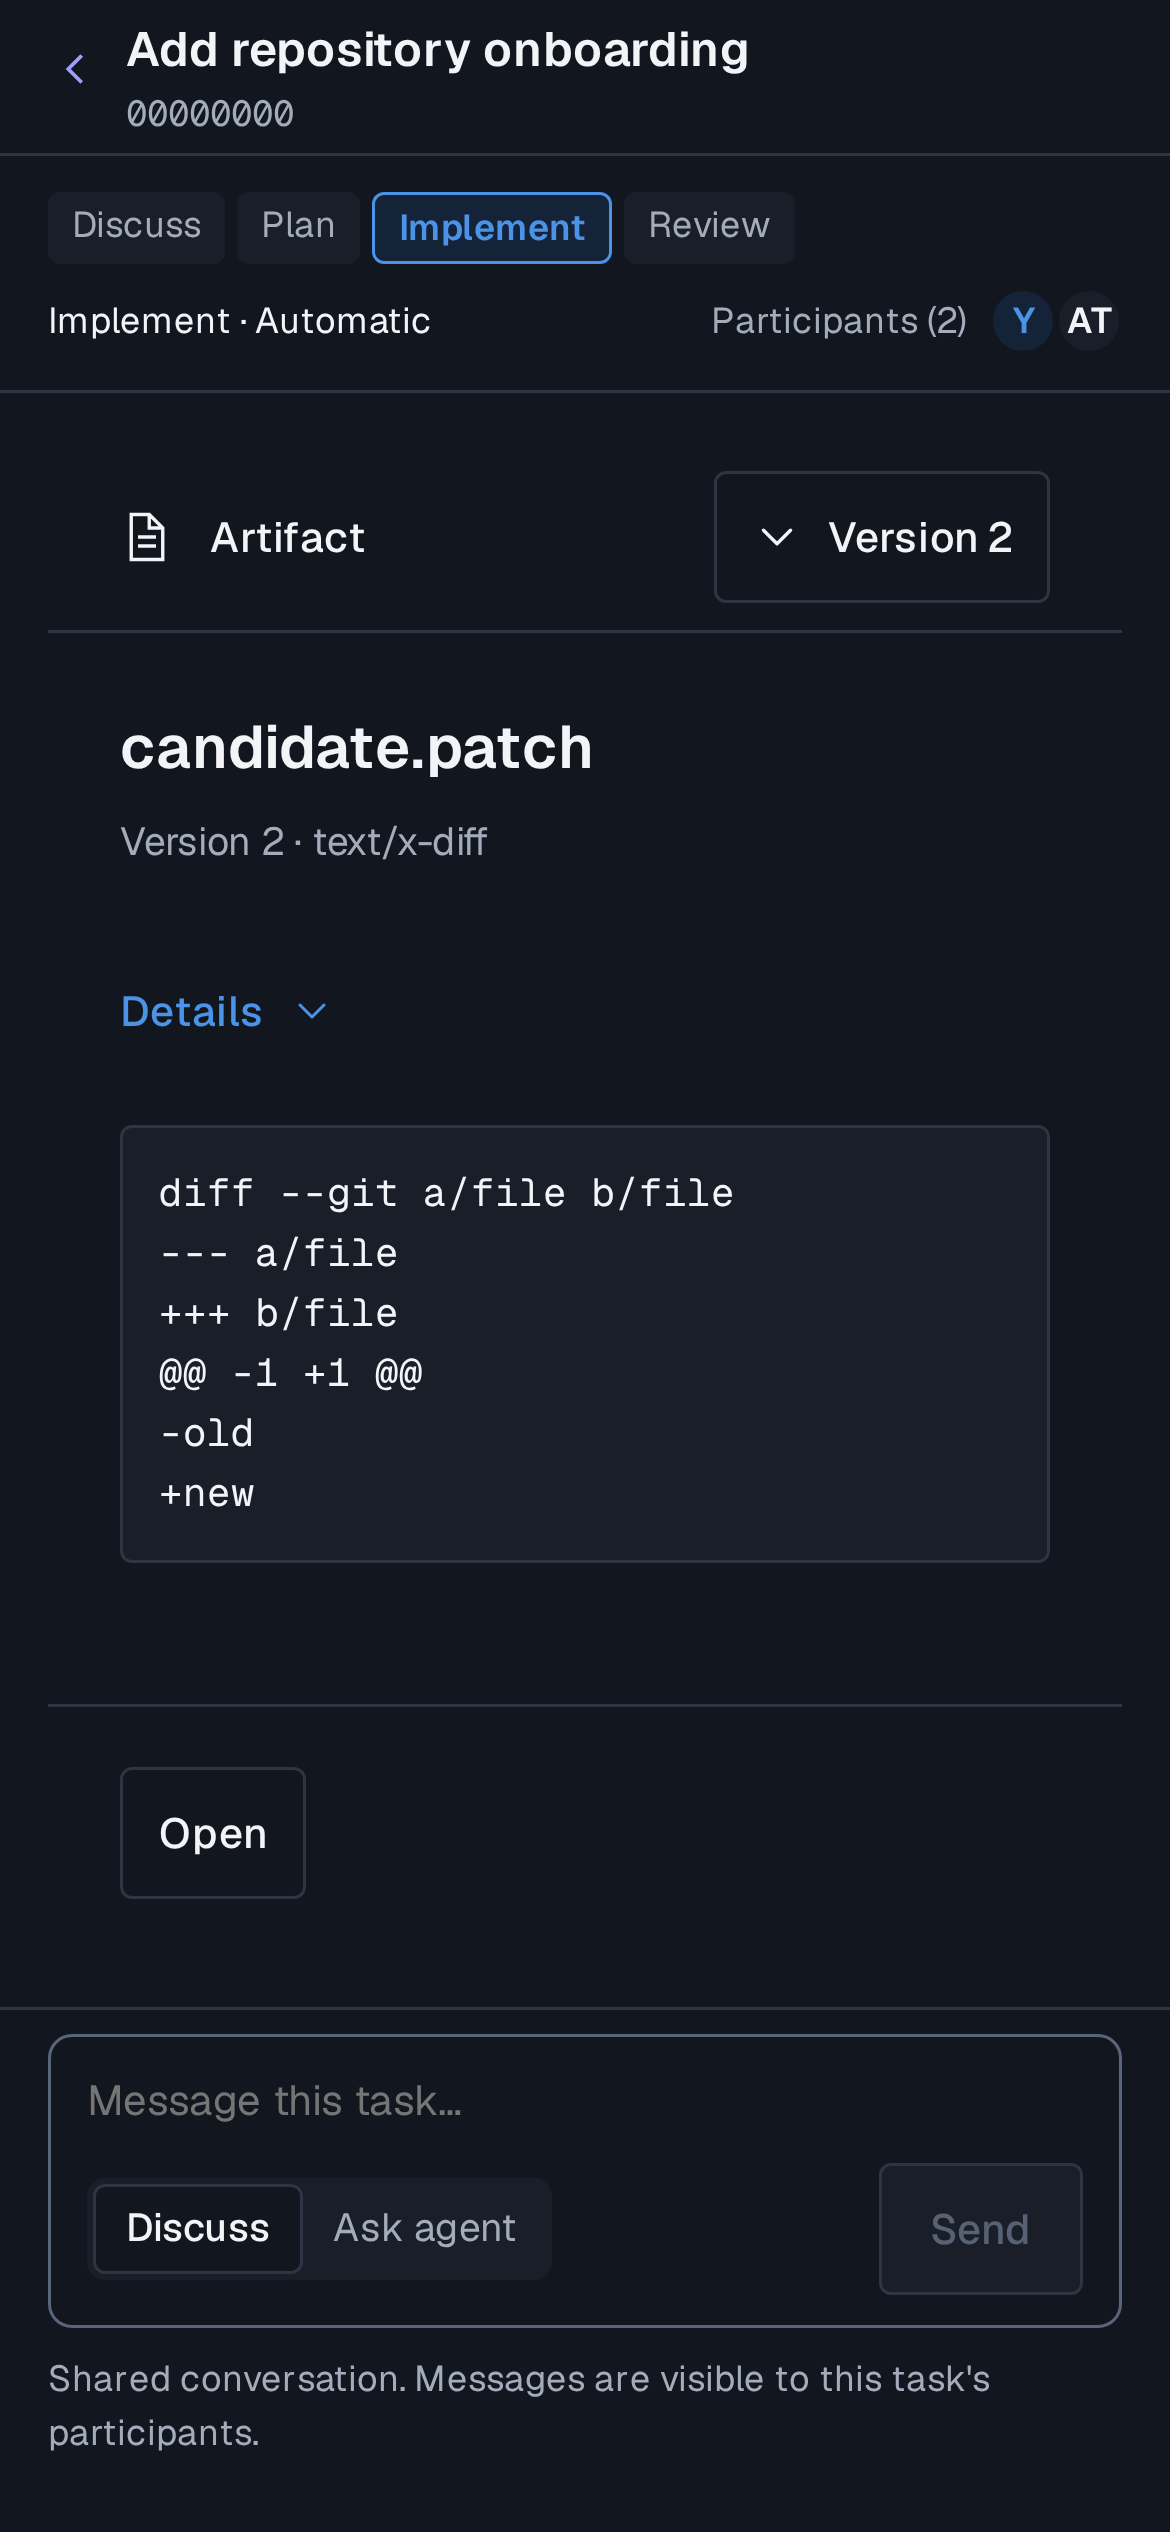 Add repository onboarding
00000000
Discuss Plan Implement Review
Implement · Automatic Participants (2) Y AT
Artifact Version 2
candidate.patch
Version 2 · text/x-diff
Details
diff --git a/file b/file
--- a/file
+++ b/file
@@ -1 +1 @@
-old
+new
Open
Message this task…
Discuss Ask agent Send
Shared conversation. Messages are visible to this task's
participants.